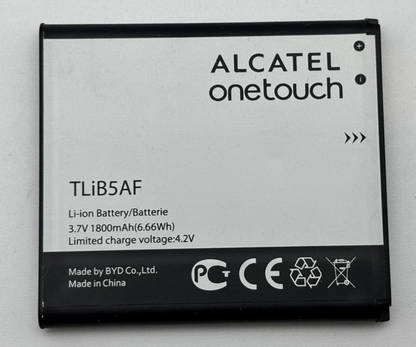 ALCATEL
onetouch
TLiB5AF
Li-ion Battery/Batterie
3.7V 1800mAh(6.66Wh)
Limited charge voltage:4.2V
Made by BYD Co.,Ltd.
Made in China